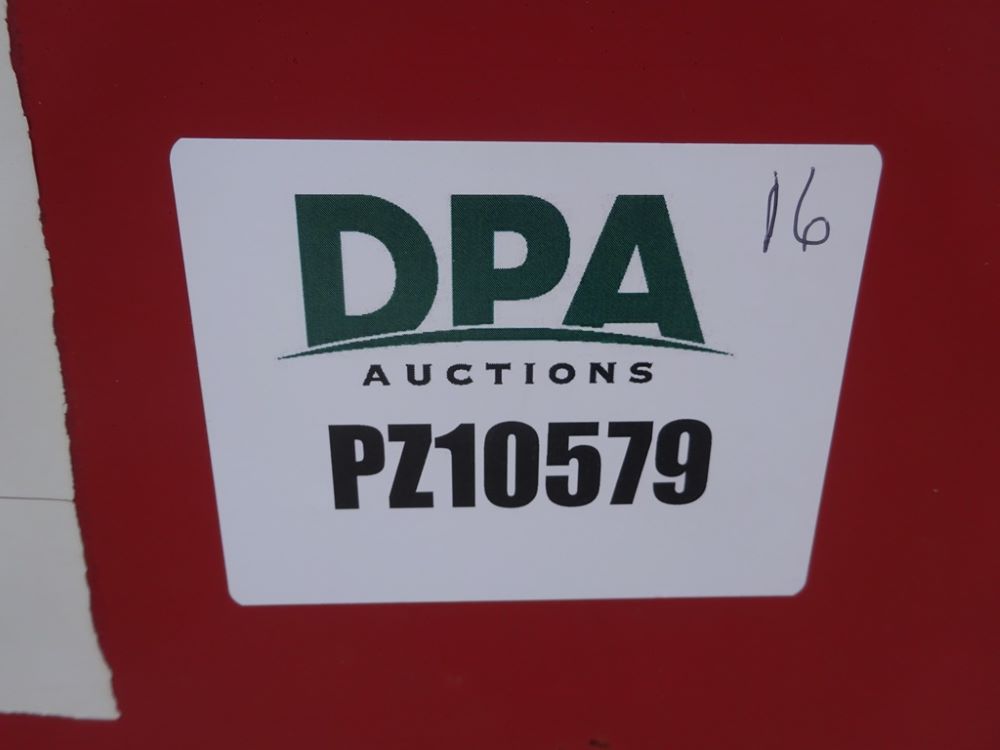 16
DPA
AUCTIONS
PZ10579